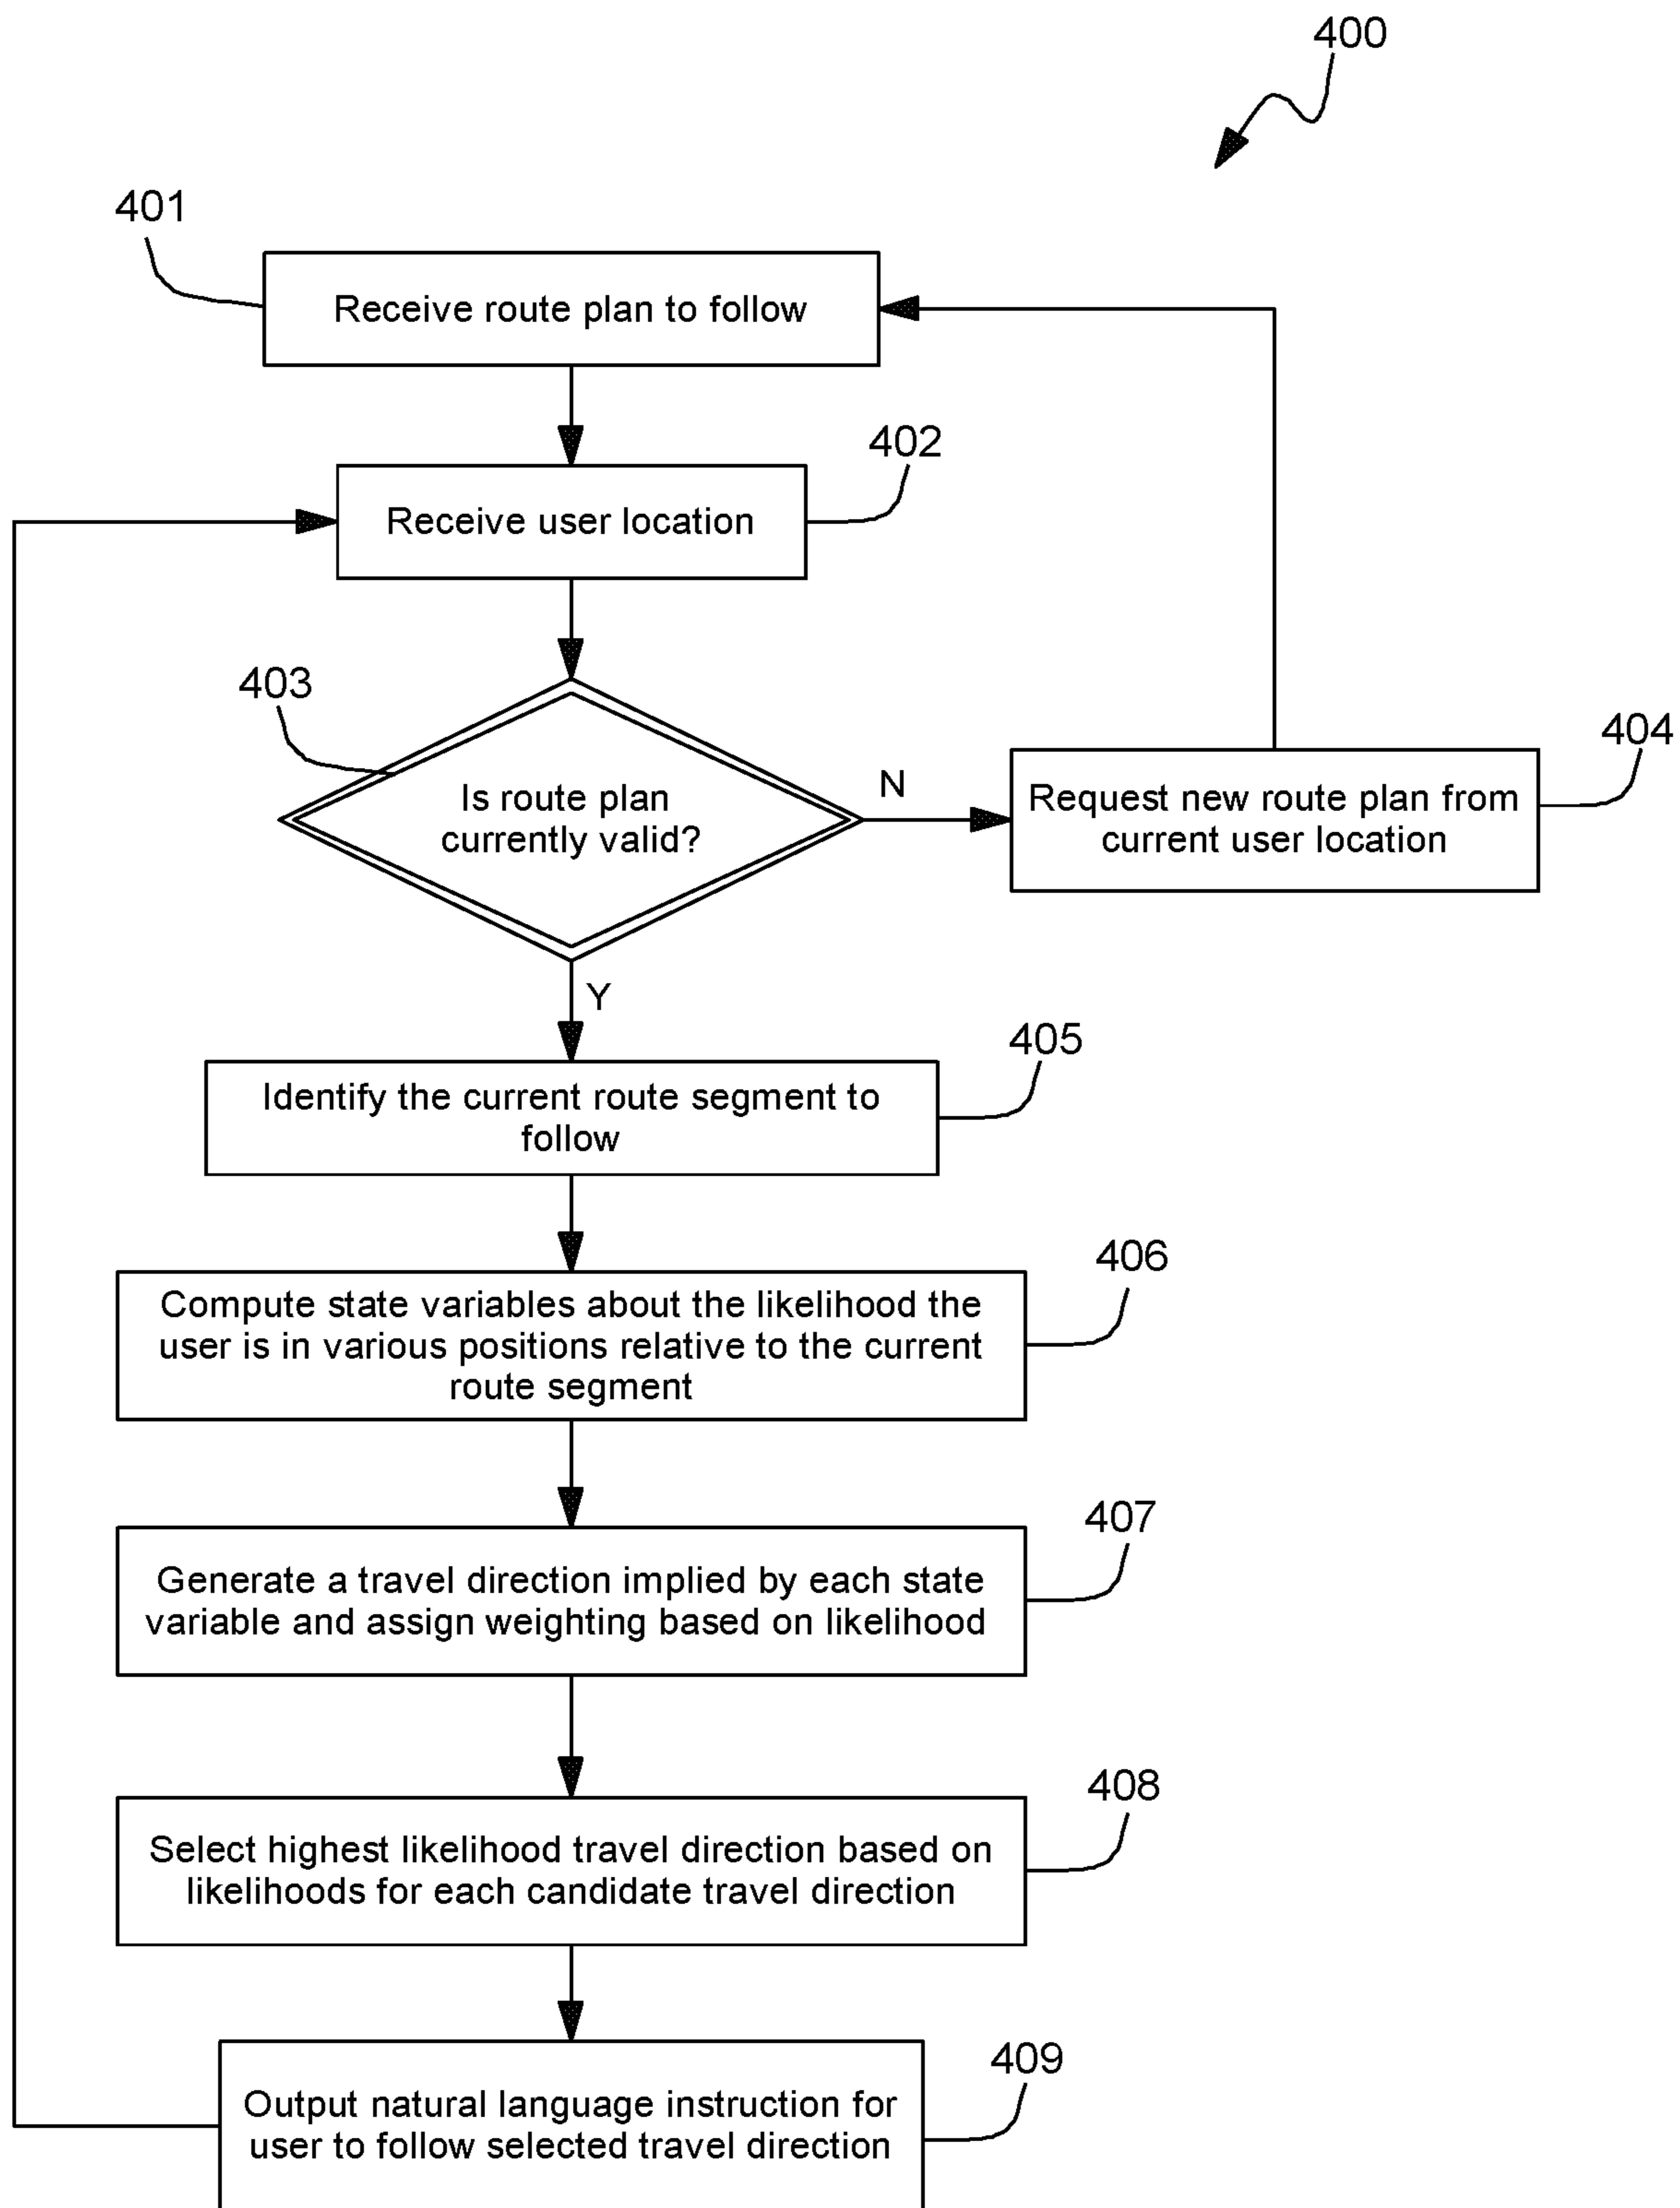 400
401
Receive route plan to follow
402
Receive user location
403
Is route plan
currently valid?
N
404
Request new route plan from
current user location
Y
405
Identify the current route segment to
follow
406
Compute state variables about the likelihood the
user is in various positions relative to the current
route segment
407
Generate a travel direction implied by each state
variable and assign weighting based on likelihood
408
Select highest likelihood travel direction based on
likelihoods for each candidate travel direction
409
Output natural language instruction for
user to follow selected travel direction